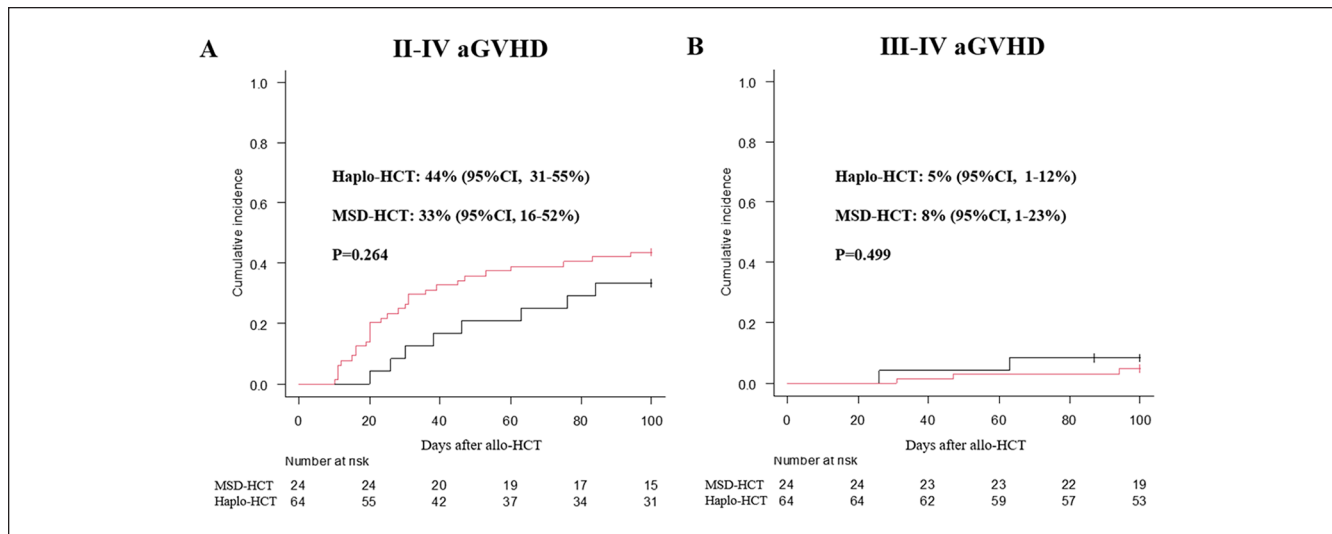 A
II-IV aGVHD
1.0
0.8
0.6
0.4
0.2
0.0
Cumulative incidence
Haplo-HCT: 44% (95%CI, 31-55%)
MSD-HCT: 33% (95%CI, 16-52%)
P=0.264
0 20 40 60 80 100
Days after allo-HCT
Number at risk
MSD-HCT 24 24 20 19 17 15
Haplo-HCT 64 55 42 37 34 31
B
III-IV aGVHD
1.0
0.8
0.6
0.4
0.2
0.0
Cumulative incidence
Haplo-HCT: 5% (95%CI, 1-12%)
MSD-HCT: 8% (95%CI, 1-23%)
P=0.499
0 20 40 60 80 100
Days after allo-HCT
Number at risk
MSD-HCT 24 24 23 23 22 19
Haplo-HCT 64 64 62 59 57 53